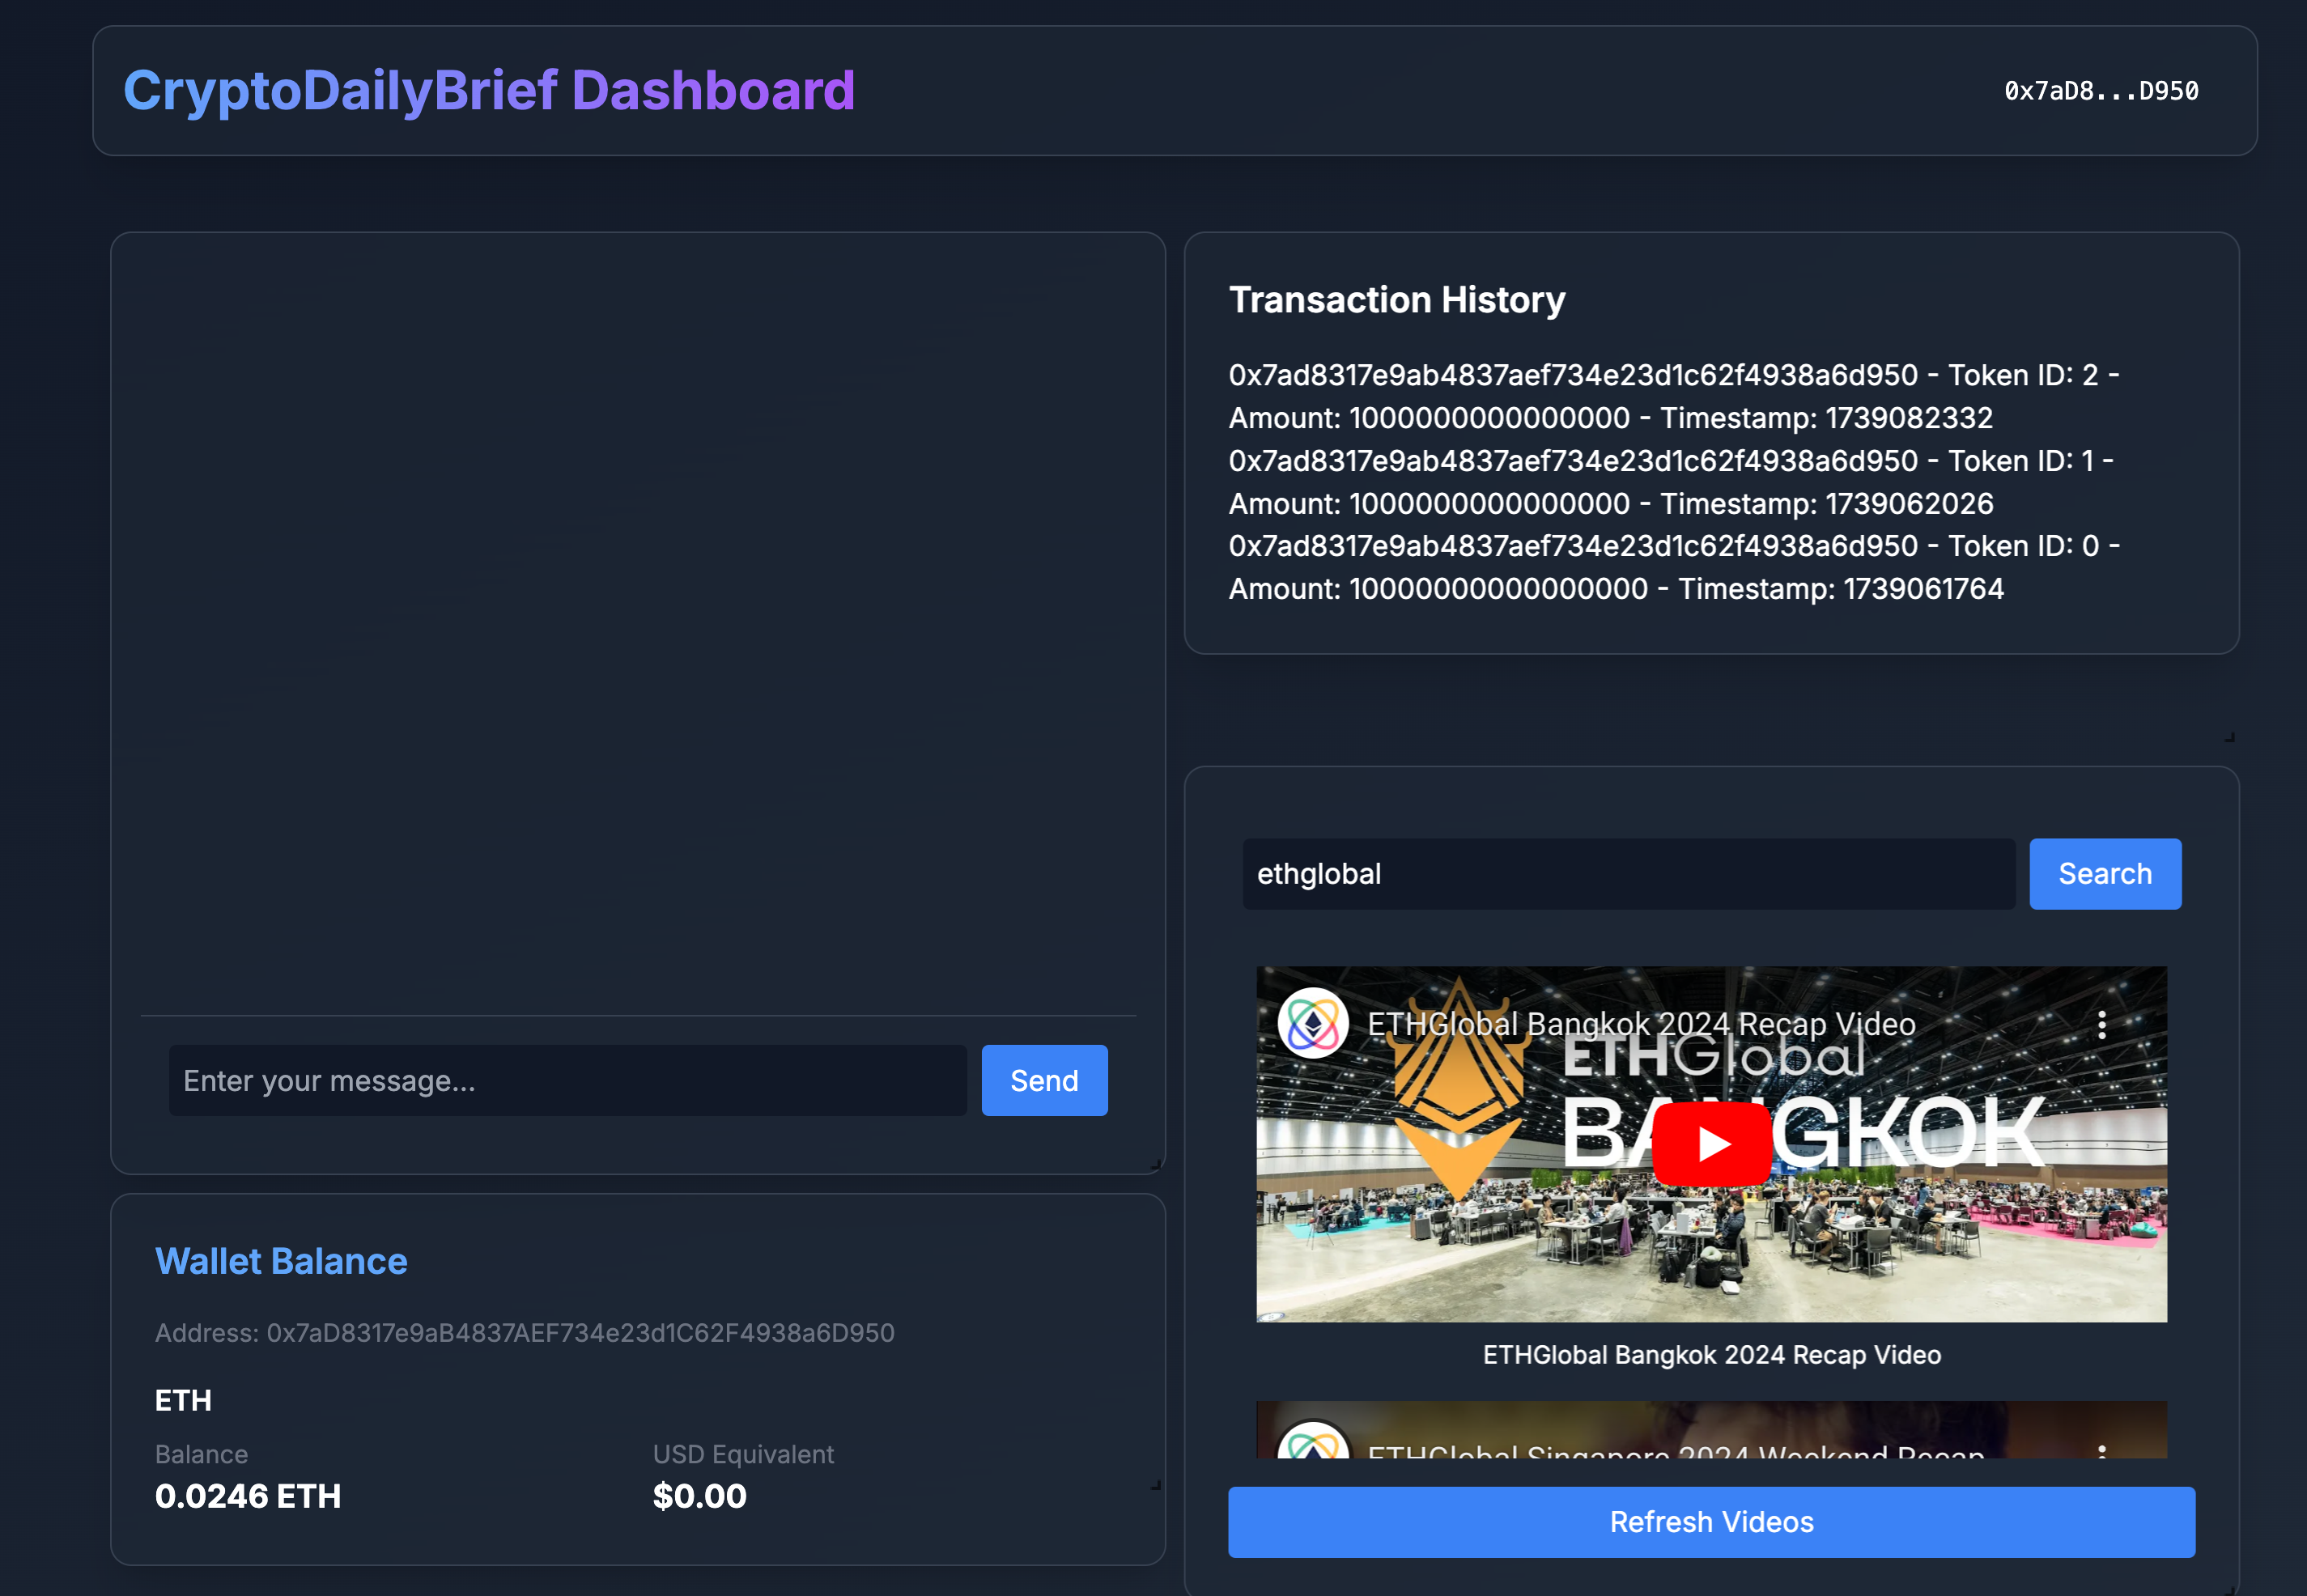 CryptoDailyBrief Dashboard
0x7aD8...D950
Transaction History
0x7ad8317e9ab4837aef734e23d1c62f4938a6d950 - Token ID: 2 -
Amount: 1000000000000000 - Timestamp: 1739082332
0x7ad8317e9ab4837aef734e23d1c62f4938a6d950 - Token ID: 1 -
Amount: 1000000000000000 - Timestamp: 1739062026
0x7ad8317e9ab4837aef734e23d1c62f4938a6d950 - Token ID: 0 -
Amount: 10000000000000000 - Timestamp: 1739061764
Enter your message...
Send
Wallet Balance
Address: 0x7aD8317e9aB4837AEF734e23d1C62F4938a6D950
ETH
Balance
USD Equivalent
0.0246 ETH
$0.00
ethglobal
Search
ETHGlobal Bangkok 2024 Recap Video
ETHGlobal
BANGKOK
ETHGlobal Bangkok 2024 Recap Video
ETHGlobal Singapore 2024 Weekend Recap
Refresh Videos